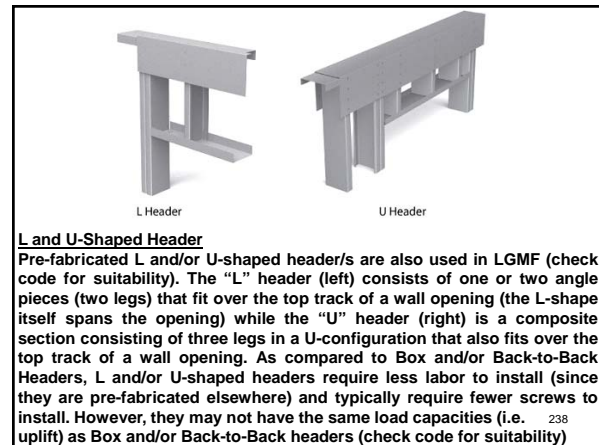 L Header
U Header
L and U-Shaped Header
Pre-fabricated L and/or U-shaped header/s are also used in LGMF (check
code for suitability). The “L” header (left) consists of one or two angle
pieces (two legs) that fit over the top track of a wall opening (the L-shape
itself spans the opening) while the “U” header (right) is a composite
section consisting of three legs in a U-configuration that also fits over the
top track of a wall opening. As compared to Box and/or Back-to-Back
Headers, L and/or U-shaped headers require less labor to install (since
they are pre-fabricated elsewhere) and typically require fewer screws to
install. However, they may not have the same load capacities (i.e.
238
uplift) as Box and/or Back-to-Back headers (check code for suitability)